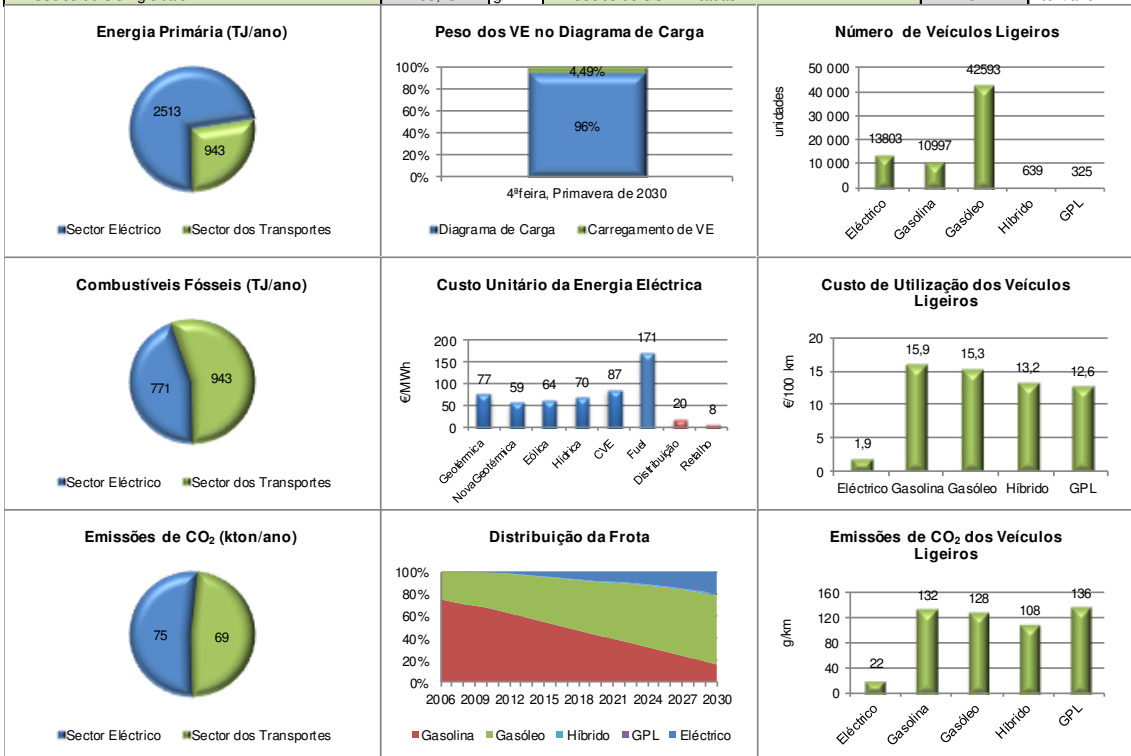 Energia Primária (TJ/ano)
2513
943
Sector Eléctrico
Sector dos Transportes
Peso dos VE no Diagrama de Carga
100%
80%
60%
40%
20%
0%
4,49%
96%
4ªfeira, Primavera de 2030
Diagrama de Carga
Carregamento de VE
Número de Veículos Ligeiros
unidades
50 000
40 000
30 000
20 000
10 000
0
13803
10997
42593
639
325
Eléctrico
Gasolina
Gasóleo
Híbrido
GPL
Combustíveis Fósseis (TJ/ano)
771
943
Sector Eléctrico
Sector dos Transportes
Custo Unitário da Energia Eléctrica
€/MWh
200
150
100
50
0
77
59
64
70
87
171
20
8
Geotérmica
Nova Geotérmica
Eólica
Hídrica
CVE
Fuel
Distribuição
Retalho
Custo de Utilização dos Veículos
Ligeiros
€/100 km
20
15
10
5
0
1,9
15,9
15,3
13,2
12,6
Eléctrico
Gasolina
Gasóleo
Híbrido
GPL
Emissões de CO₂ (kton/ano)
75
69
Sector Eléctrico
Sector dos Transportes
Distribuição da Frota
100%
80%
60%
40%
20%
0%
2006 2009 2012 2015 2018 2021 2024 2027 2030
Gasolina
Gasóleo
Híbrido
GPL
Eléctrico
Emissões de CO₂ dos Veículos
Ligeiros
g/km
160
120
80
40
0
22
132
128
108
136
Eléctrico
Gasolina
Gasóleo
Híbrido
GPL